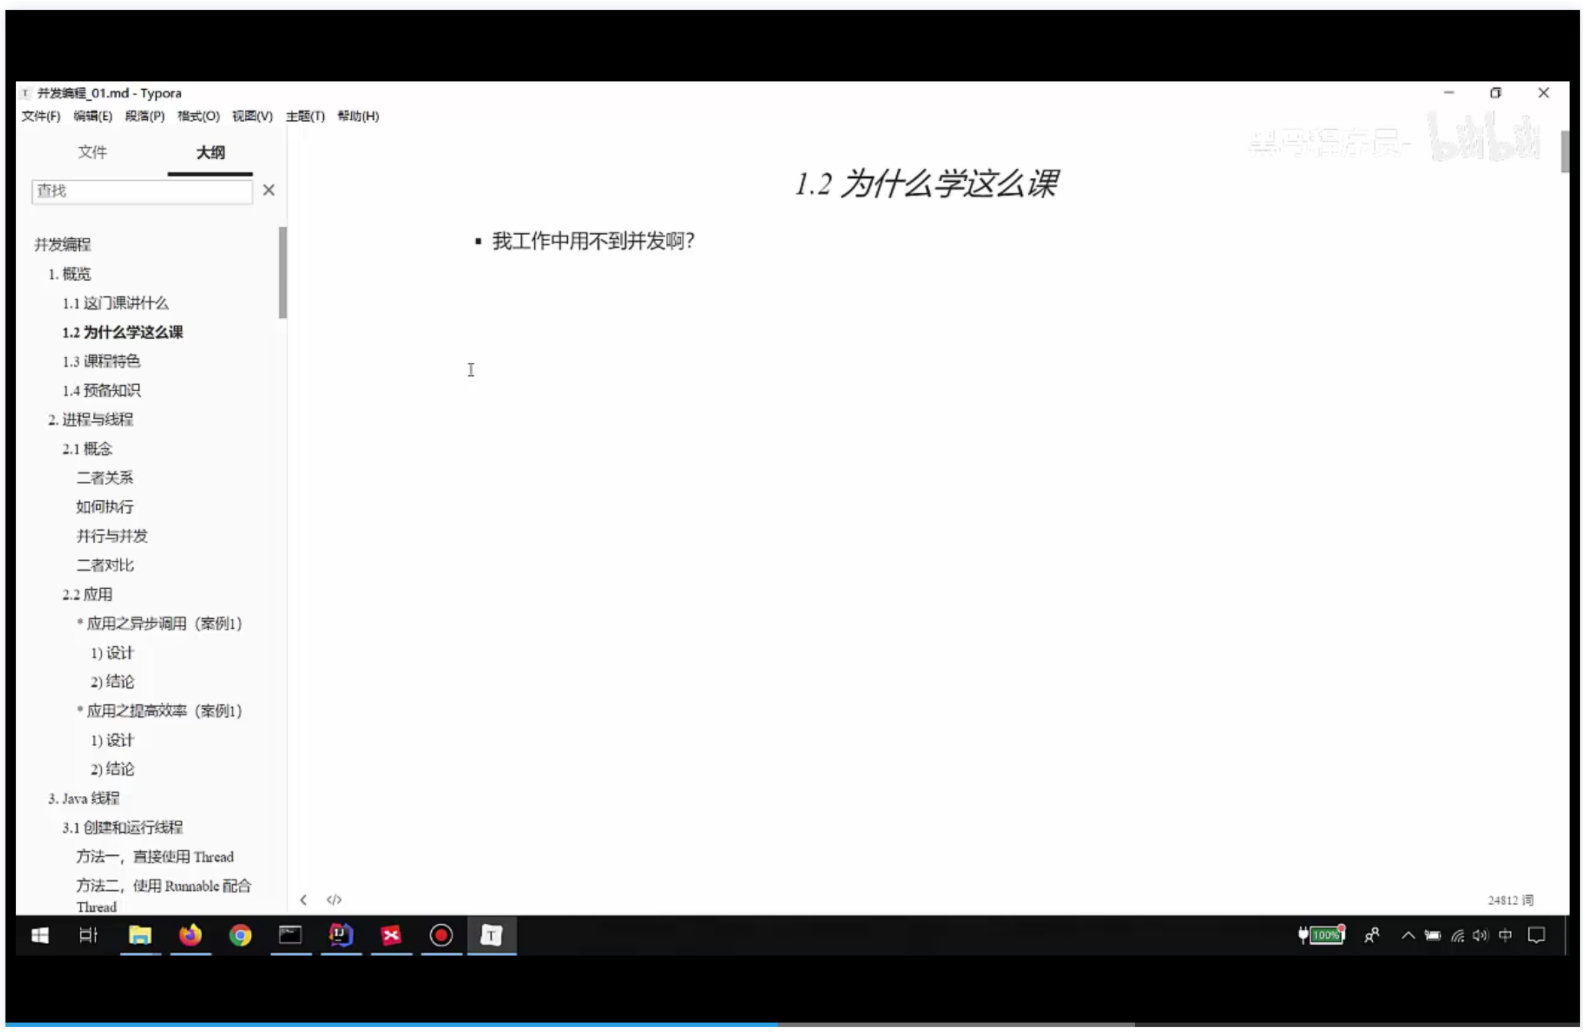 并发编程_01.md - Typora
文件(F) 编辑(E) 段落(P) 格式(O) 视图(V) 主题(T) 帮助(H)
文件 大纲
查找
并发编程
1. 概览
1.1 这门课讲什么
1.2 为什么学这么课
1.3 课程特色
1.4 预备知识
2. 进程与线程
2.1 概念
二者关系
如何执行
并行与并发
二者对比
2.2 应用
* 应用之异步调用（案例1）
1) 设计
2) 结论
* 应用之提高效率（案例1）
1) 设计
2) 结论
3. Java 线程
3.1 创建和运行线程
方法一，直接使用 Thread
方法二，使用 Runnable 配合
Thread
黑马程序员- bilibili
1.2 为什么学这么课
▪ 我工作中用不到并发啊？
24812 词
100%
中